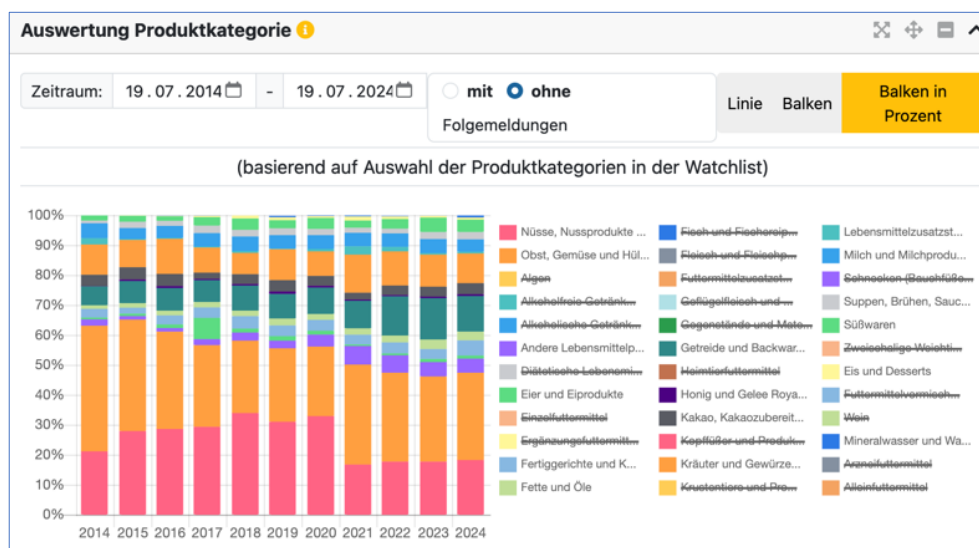 Auswertung Produktkategorie
Zeitraum: 19.07.2014 - 19.07.2024
mit ohne
Folgemeldungen
Linie Balken Balken in Prozent
(basierend auf Auswahl der Produktkategorien in der Watchlist)
100%
90%
80%
70%
60%
50%
40%
30%
20%
10%
0%
2014 2015 2016 2017 2018 2019 2020 2021 2022 2023 2024
Nüsse, Nussprodukte ...
Obst, Gemüse und Hül...
Algen
Alkoholfreie Getränk...
Alkoholische Getränk...
Andere Lebensmittelp...
Diätetische Lebensmi...
Eier und Eiprodukte
Einzelfuttermittel
Ergänzungsfuttermitt...
Fertiggerichte und K...
Fette und Öle
Fisch und Fischereip...
Fleisch und Fleischp...
Futtermittelzusatzst...
Geflügelfleisch und ...
Gegenstände und Mate...
Getreide und Backwar...
Heimtierfuttermittel
Honig und Gelee Roya...
Kakao, Kakaozubereit...
Kopffüßer und Produk...
Kräuter und Gewürze...
Krustentiere und Pro...
Lebensmittelzusatzst...
Milch und Milchprodu...
Schnecken (Bauchfüße...
Suppen, Brühen, Sauc...
Süßwaren
Zweischalige Weichti...
Eis und Desserts
Futtermittelvormisch...
Wein
Mineralwasser und Wa...
Arzneifuttermittel
Alleinfuttermittel